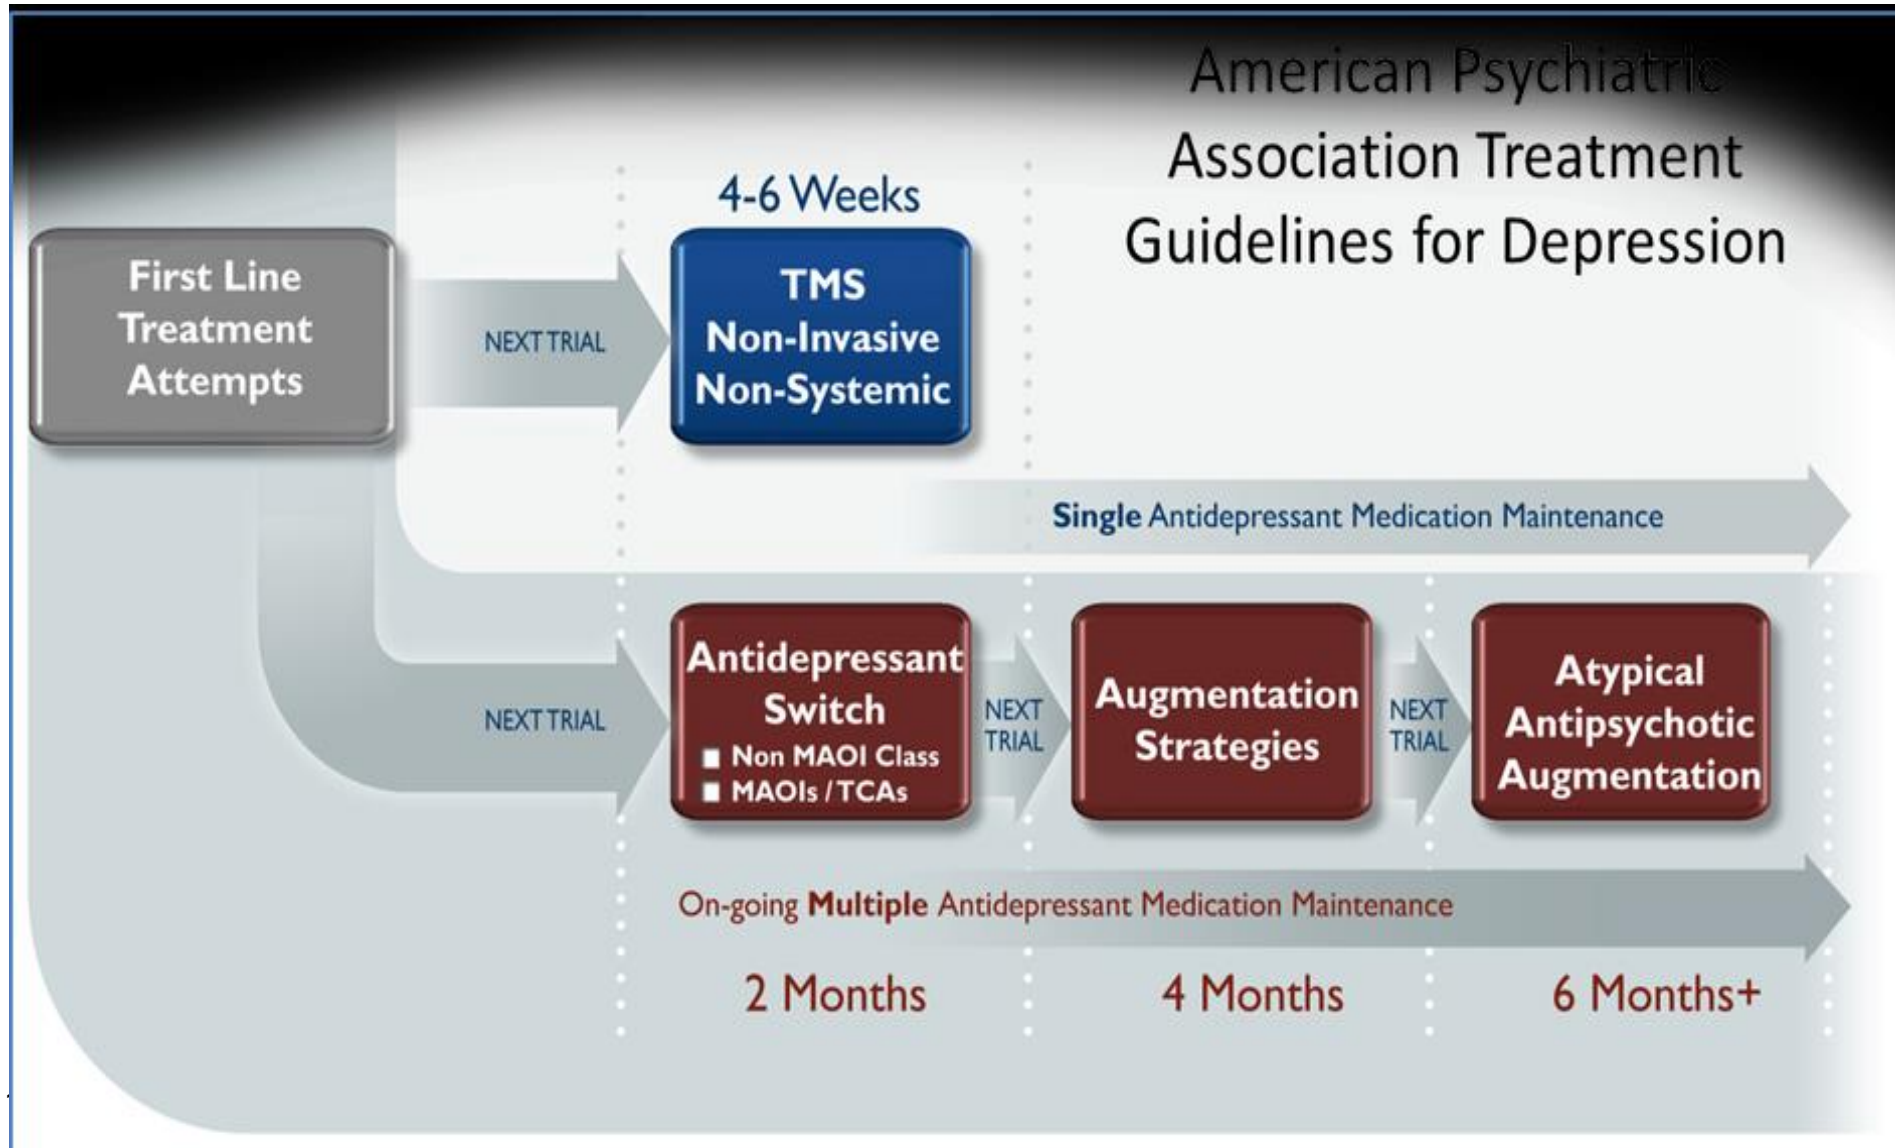 American Psychiatric
Association Treatment
Guidelines for Depression
4-6 Weeks
First Line
Treatment
Attempts
NEXT TRIAL
TMS
Non-Invasive
Non-Systemic
Single Antidepressant Medication Maintenance
NEXT TRIAL
Antidepressant
Switch
Non MAOI Class
MAOIs / TCAs
NEXT
TRIAL
Augmentation
Strategies
NEXT
TRIAL
Atypical
Antipsychotic
Augmentation
On-going Multiple Antidepressant Medication Maintenance
2 Months
4 Months
6 Months+